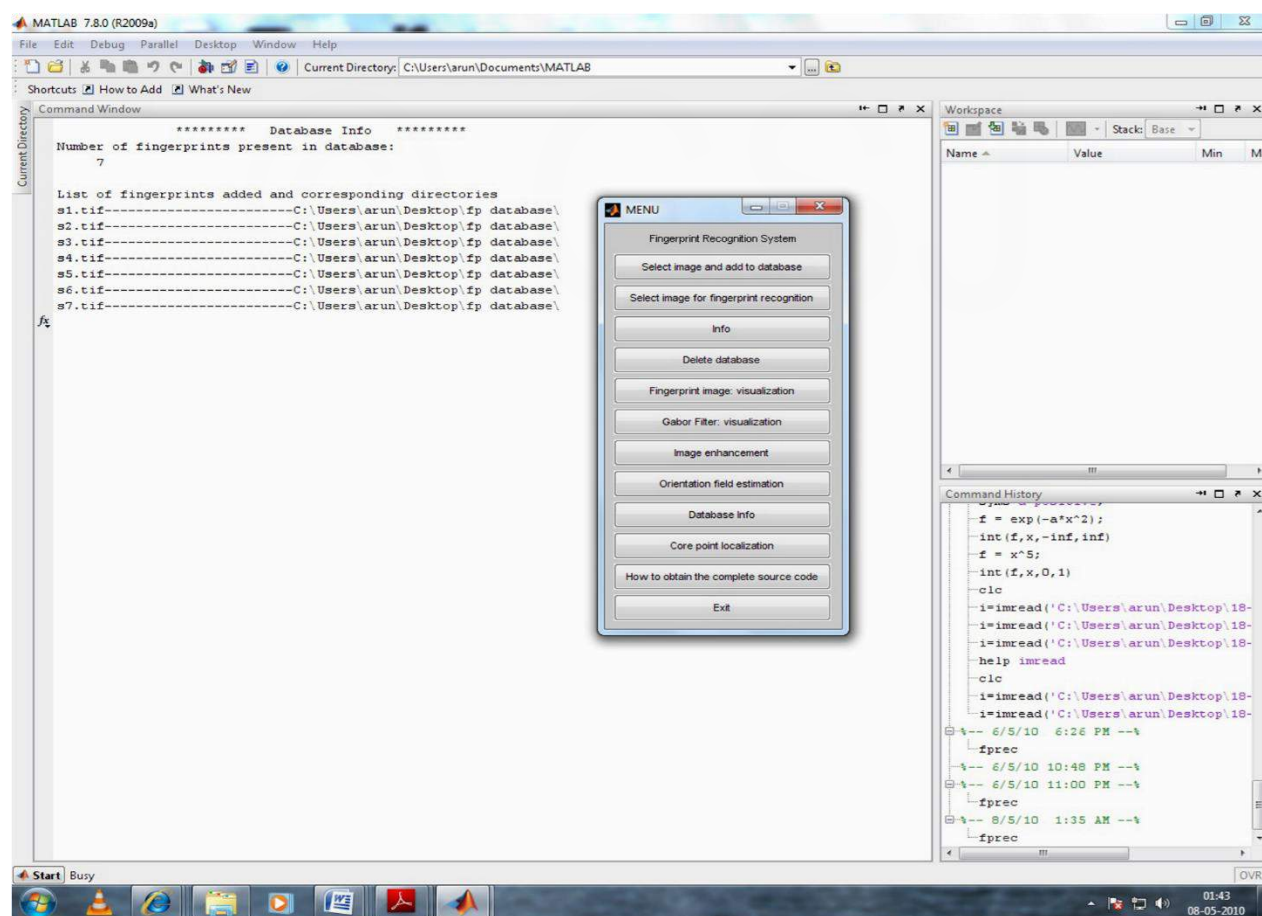 MATLAB 7.8.0 (R2009a)
File Edit Debug Parallel Desktop Window Help
Current Directory: C:\Users\arun\Documents\MATLAB
Shortcuts How to Add What's New
Current Directory
Command Window
********* Database Info *********
Number of fingerprints present in database:
7
List of fingerprints added and corresponding directories
s1.tif------------------------C:\Users\arun\Desktop\fp database\
s2.tif------------------------C:\Users\arun\Desktop\fp database\
s3.tif------------------------C:\Users\arun\Desktop\fp database\
s4.tif------------------------C:\Users\arun\Desktop\fp database\
s5.tif------------------------C:\Users\arun\Desktop\fp database\
s6.tif------------------------C:\Users\arun\Desktop\fp database\
s7.tif------------------------C:\Users\arun\Desktop\fp database\
fx
MENU
Fingerprint Recognition System
Select image and add to database
Select image for fingerprint recognition
Info
Delete database
Fingerprint image: visualization
Gabor Filter: visualization
Image enhancement
Orientation field estimation
Database Info
Core point localization
How to obtain the complete source code
Exit
Workspace
Stack: Base
Name Value Min M
Command History
f = exp(-a*x^2);
int(f,x,-inf,inf)
f = x^5;
int(f,x,0,1)
clc
i=imread('C:\Users\arun\Desktop\18-
i=imread('C:\Users\arun\Desktop\18-
i=imread('C:\Users\arun\Desktop\18-
help imread
clc
i=imread('C:\Users\arun\Desktop\18-
i=imread('C:\Users\arun\Desktop\18-
%-- 6/5/10 6:26 PM --%
fprec
%-- 6/5/10 10:48 PM --%
%-- 6/5/10 11:00 PM --%
fprec
%-- 8/5/10 1:35 AM --%
fprec
Start Busy
OVR
01:43
08-05-2010